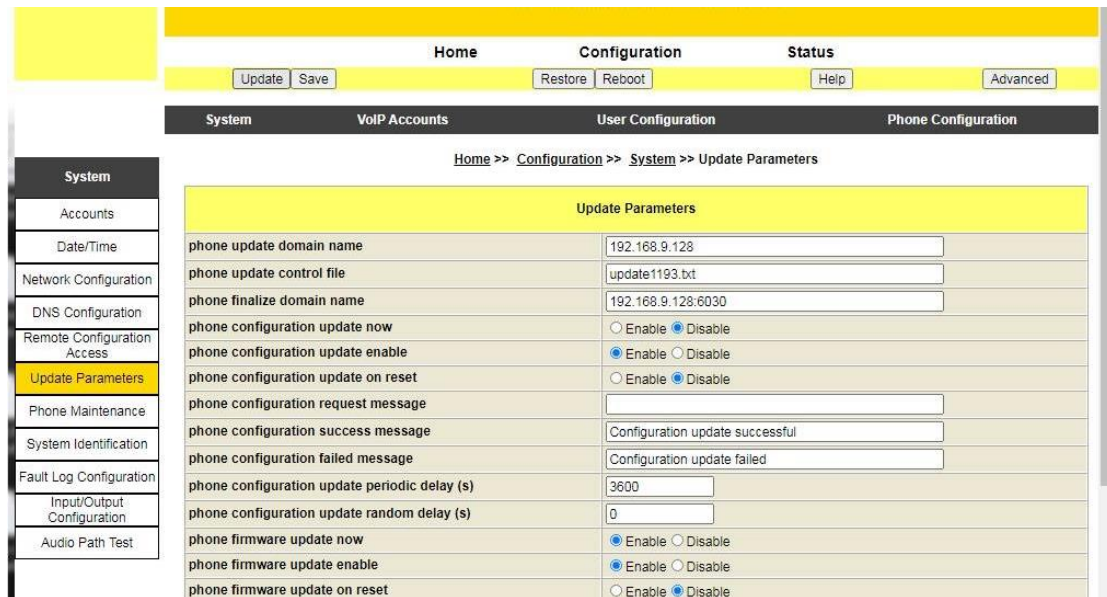 Home Configuration Status
Update Save Restore Reboot Help Advanced
System VoIP Accounts User Configuration Phone Configuration
Home >> Configuration >> System >> Update Parameters
System
Accounts
Date/Time
Network Configuration
DNS Configuration
Remote Configuration
Access
Update Parameters
Phone Maintenance
System Identification
Fault Log Configuration
Input/Output
Configuration
Audio Path Test
Update Parameters
phone update domain name 192.168.9.128
phone update control file update1193.txt
phone finalize domain name 192.168.9.128:6030
phone configuration update now Enable Disable
phone configuration update enable Enable Disable
phone configuration update on reset Enable Disable
phone configuration request message
phone configuration success message Configuration update successful
phone configuration failed message Configuration update failed
phone configuration update periodic delay (s) 3600
phone configuration update random delay (s) 0
phone firmware update now Enable Disable
phone firmware update enable Enable Disable
phone firmware update on reset Enable Disable